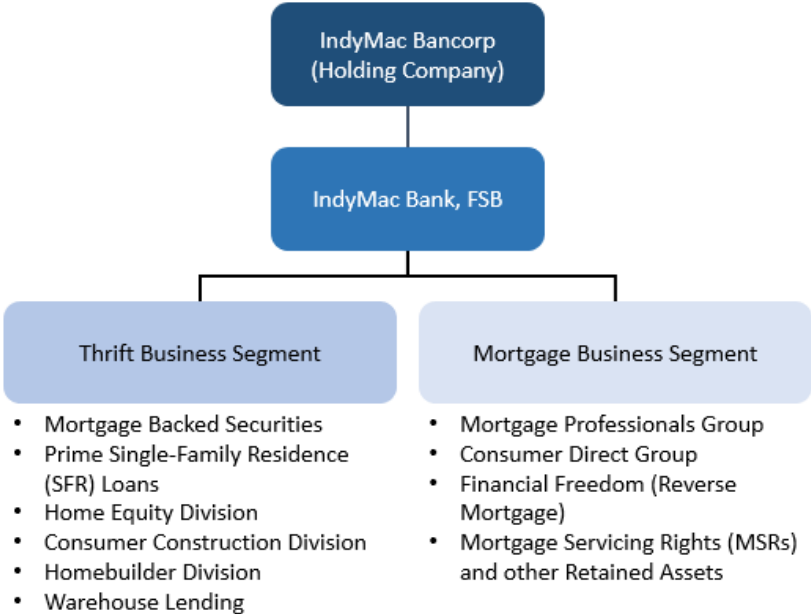 IndyMac Bancorp
(Holding Company)
IndyMac Bank, FSB
Thrift Business Segment
• Mortgage Backed Securities
• Prime Single-Family Residence
(SFR) Loans
• Home Equity Division
• Consumer Construction Division
• Homebuilder Division
• Warehouse Lending
Mortgage Business Segment
• Mortgage Professionals Group
• Consumer Direct Group
• Financial Freedom (Reverse
Mortgage)
• Mortgage Servicing Rights (MSRs)
and other Retained Assets